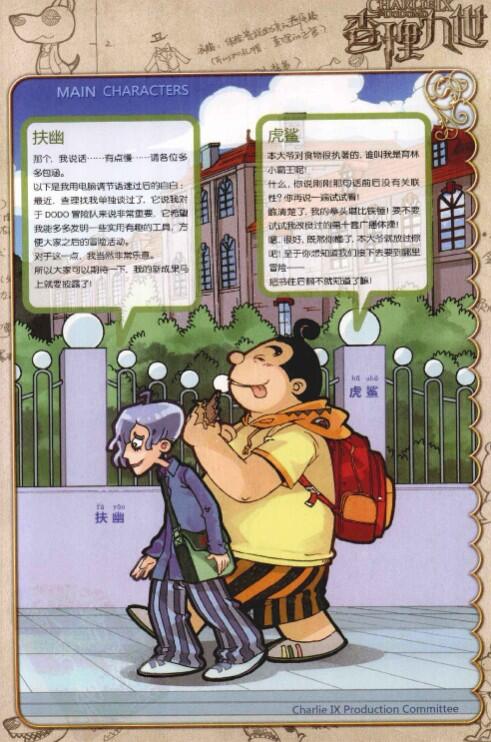 CHARLIE IX
查理九世
MAIN CHARACTERS
扶幽
那个，我说话……有点慢……请各位多
多包涵。
以下是我用电脑调节语速过后的自白：
最近，查理找我单独谈过了，它说我对
于 DODO 冒险队来说非常重要，它希望
我能多多发明一些实用有趣的工具，方
便大家之后的冒险活动。
对于这一点，我当然非常乐意。
所以大家可以期待一下，我的新成果马
上就要披露了！
虎鲨
本大爷对食物很执著的，谁叫我是育林
小霸王呢！
什么，你说刚刚那句话前后没有关联
性？你再说一遍试试看！
瞧清楚了，我的拳头堪比铁锤！要不要
试试我改良过的第十套广播体操！
嗯，很好，既然你懂了，本大爷就放过你
吧！至于你想知道我们接下去要到哪里
冒险——
把书往后翻不就知道了嘛！
hǔ shā
虎鲨
fú yōu
扶幽
Charlie IX Production Committee